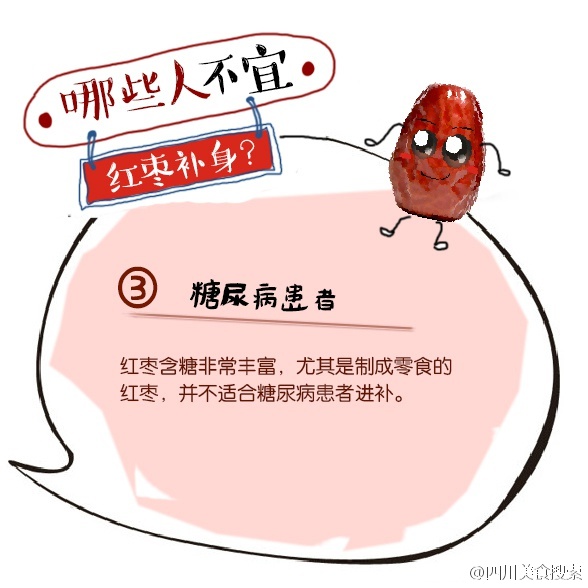 哪些人不宜
红枣补身?
③ 糖尿病患者
红枣含糖非常丰富，尤其是制成零食的
红枣，并不适合糖尿病患者进补。
@四川美食搜索